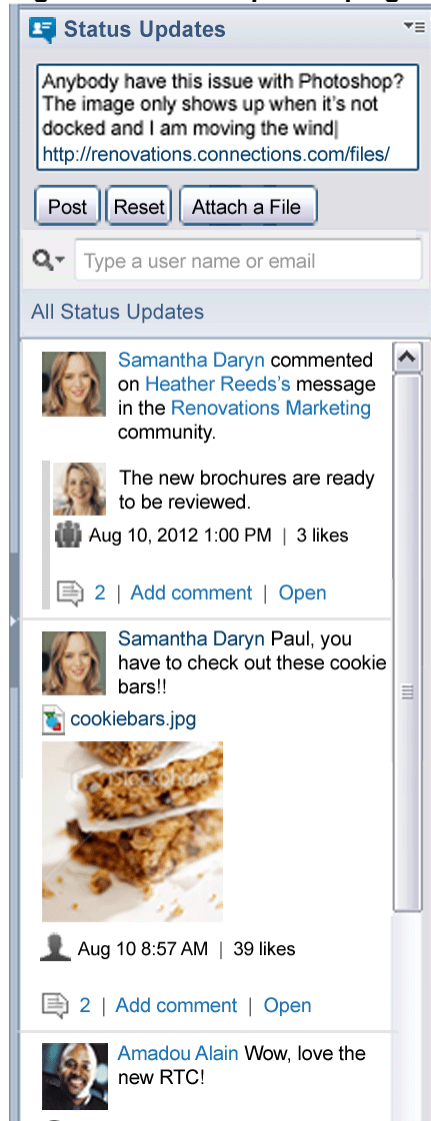 Status Updates
Anybody have this issue with Photoshop?
The image only shows up when it's not
docked and I am moving the wind
http://renovations.connections.com/files/
Post Reset Attach a File
Type a user name or email
All Status Updates
Samantha Daryn commented
on Heather Reeds's message
in the Renovations Marketing
community.
The new brochures are ready
to be reviewed.
Aug 10, 2012 1:00 PM | 3 likes
2 | Add comment | Open
Samantha Daryn Paul, you
have to check out these cookie
bars!!
cookiebars.jpg
iStockphoto
Aug 10 8:57 AM | 39 likes
2 | Add comment | Open
Amadou Alain Wow, love the
new RTC!